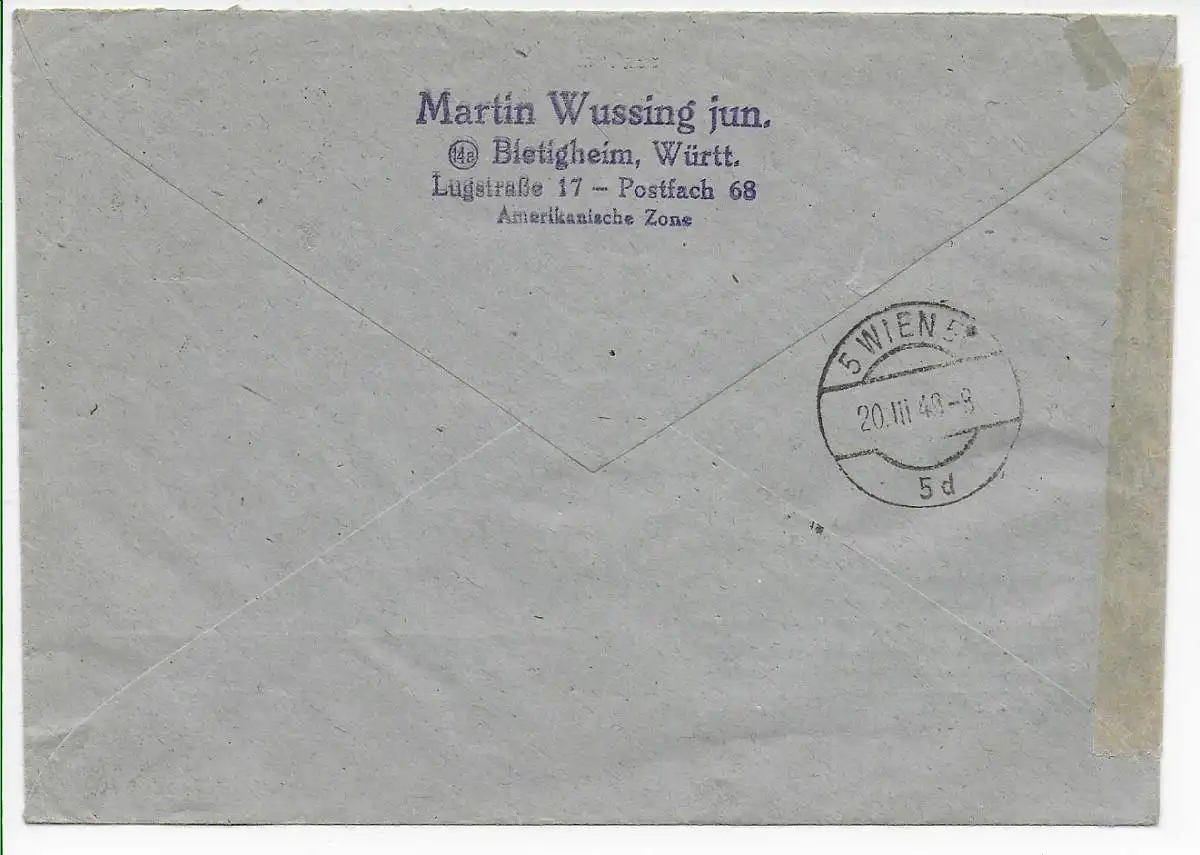 Martin Wussing jun.
14a Bietigheim, Württ.
Lugstraße 17 – Postfach 68
Amerikanische Zone
5 WIEN 5
20.III 48-8
5d